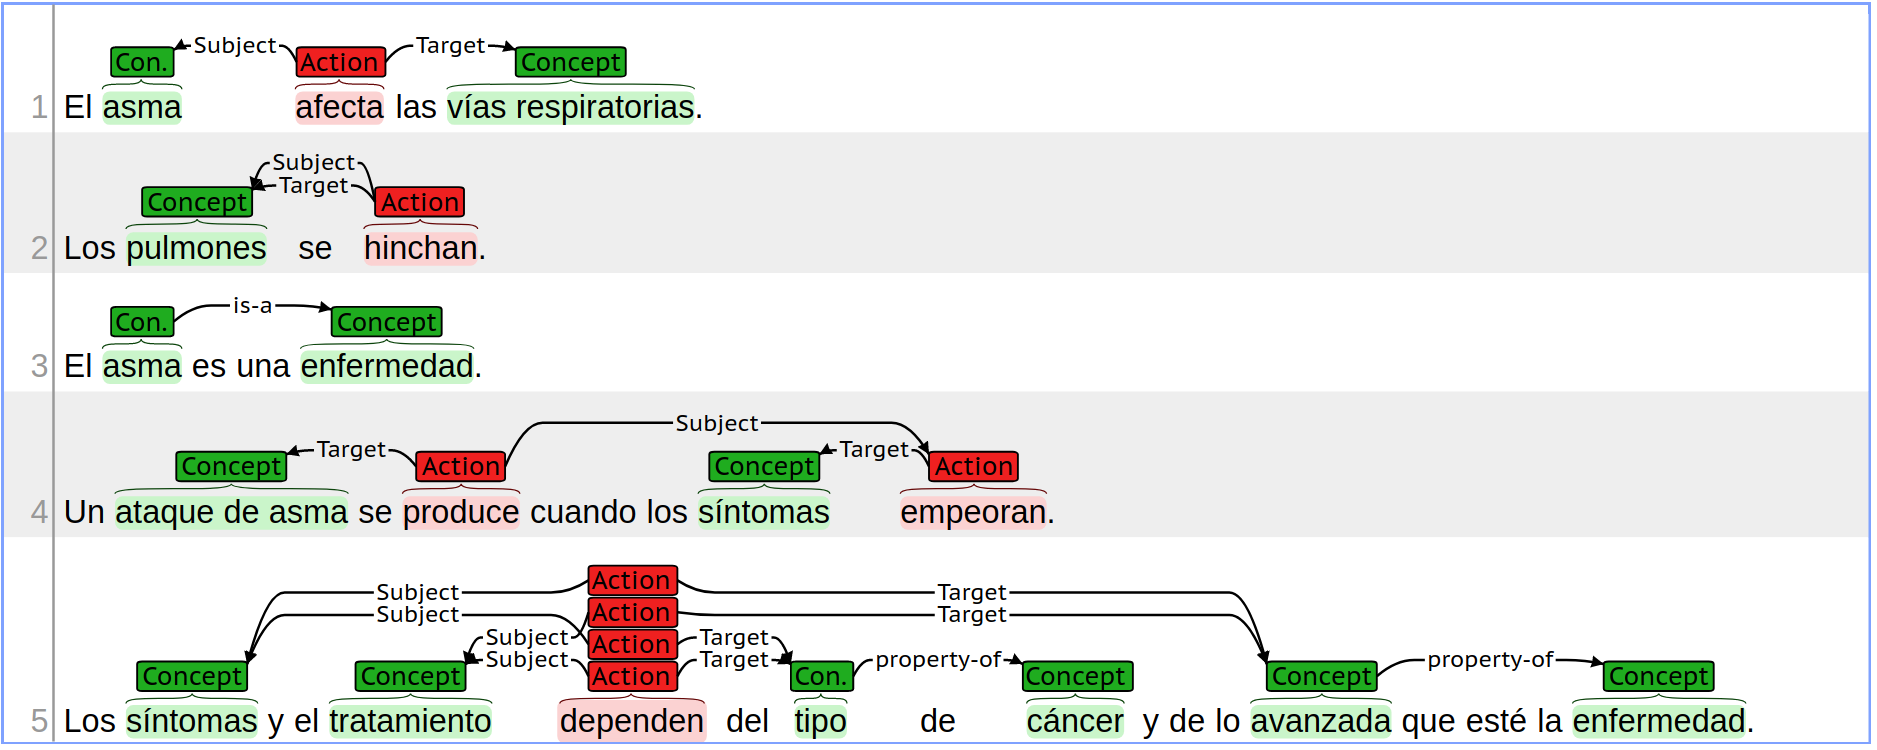 Subject Target
Con. Action Concept
1 El asma afecta las vías respiratorias.
Subject
Target
Concept Action
2 Los pulmones se hinchan.
is-a
Con. Concept
3 El asma es una enfermedad.
Subject
Target Target
Concept Action Concept Action
4 Un ataque de asma se produce cuando los síntomas empeoran.
Action
Subject Target
Action
Subject Target
Subject Action Target
Subject Target property-of property-of
Concept Concept Action Con. Concept Concept Concept
5 Los síntomas y el tratamiento dependen del tipo de cáncer y de lo avanzada que esté la enfermedad.